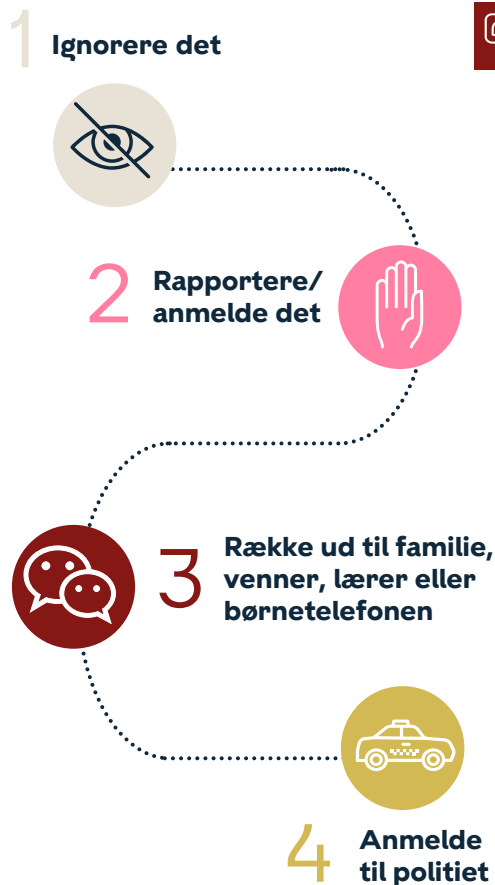 1 Ignorere det
2 Rapportere/
anmelde det
3 Række ud til familie,
venner, lærer eller
børnetelefonen
4 Anmelde
til politiet